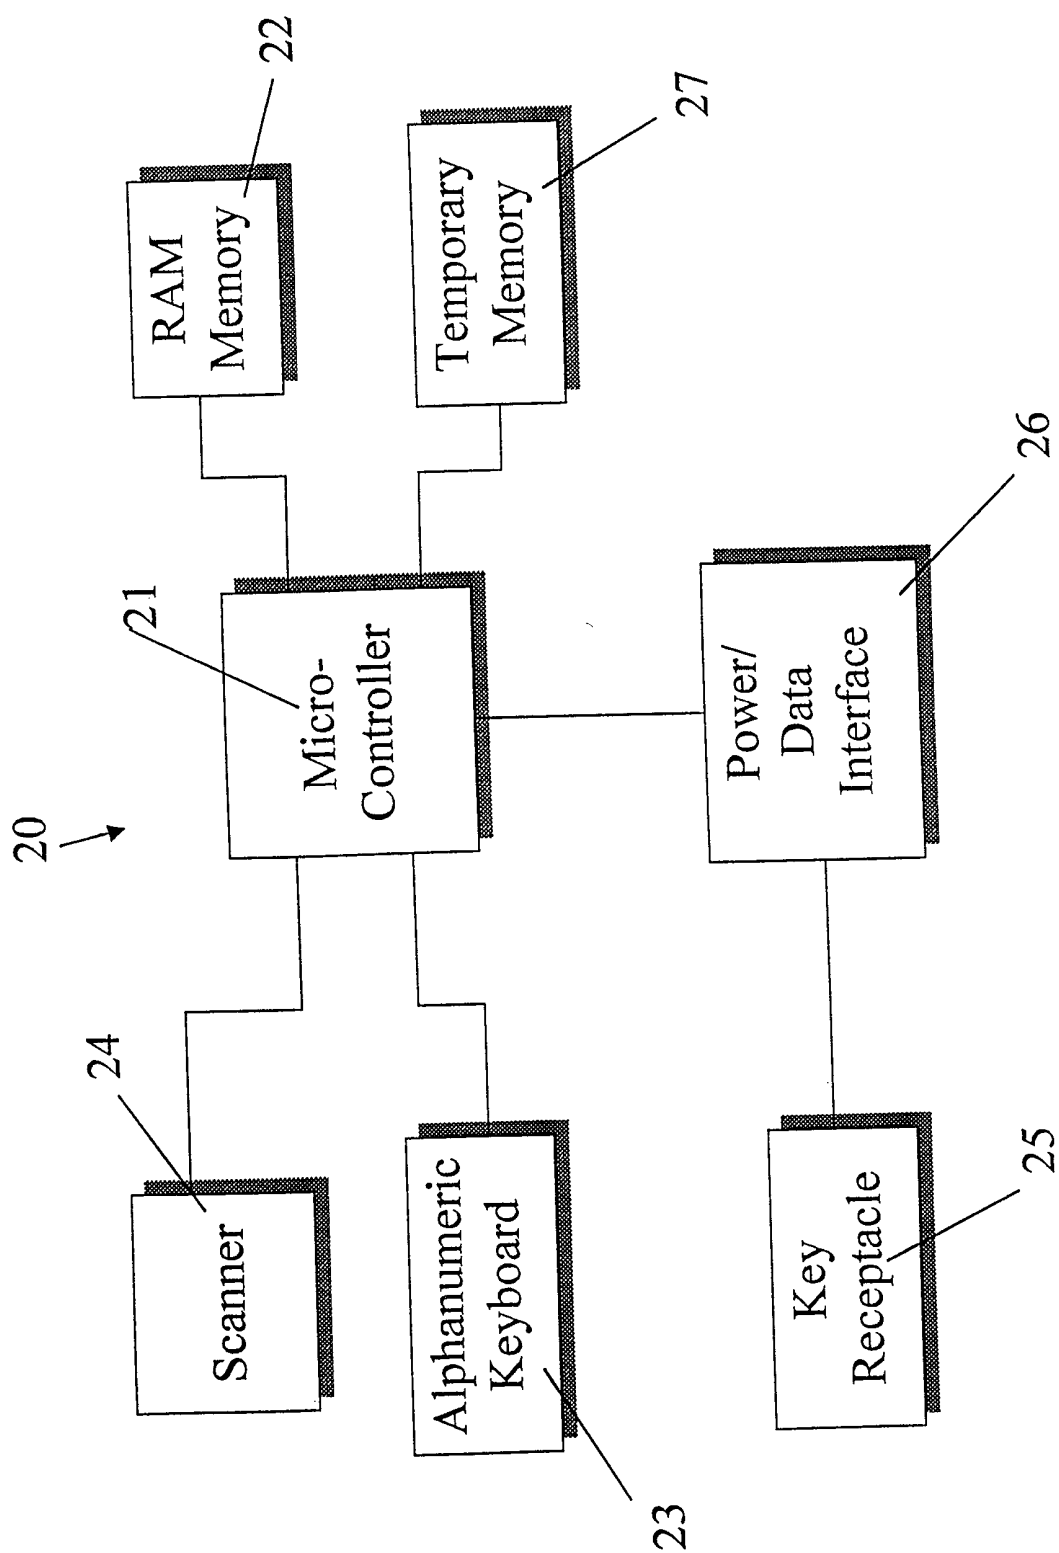 20
24
Scanner
21
Micro-
Controller
22
RAM
Memory
Alphanumeric
Keyboard
23
Temporary
Memory
27
Key
Receptacle
25
Power/
Data
Interface
26